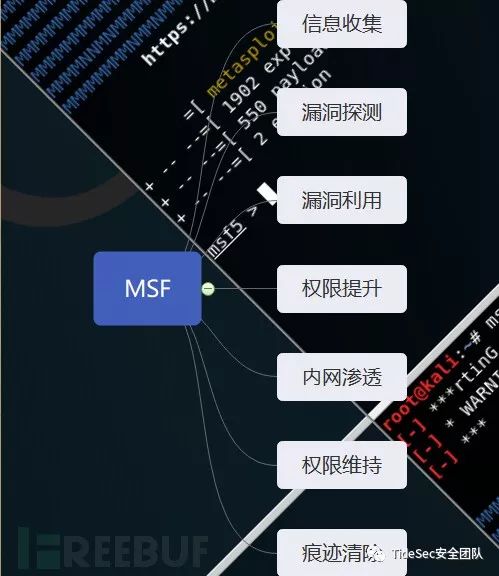 https://
=[ metasploi
+ -- --=[ 1902 exp
+ -- --=[ 550 payloa
+ -- --=[ 2 e
msf5 >
信息收集
漏洞探测
漏洞利用
权限提升
MSF
内网渗透
权限维持
痕迹清除
root@kali:~# ms
[-] ***rtinG
[-] * WARNI
[-] ***
FREEBUF
TideSec安全团队